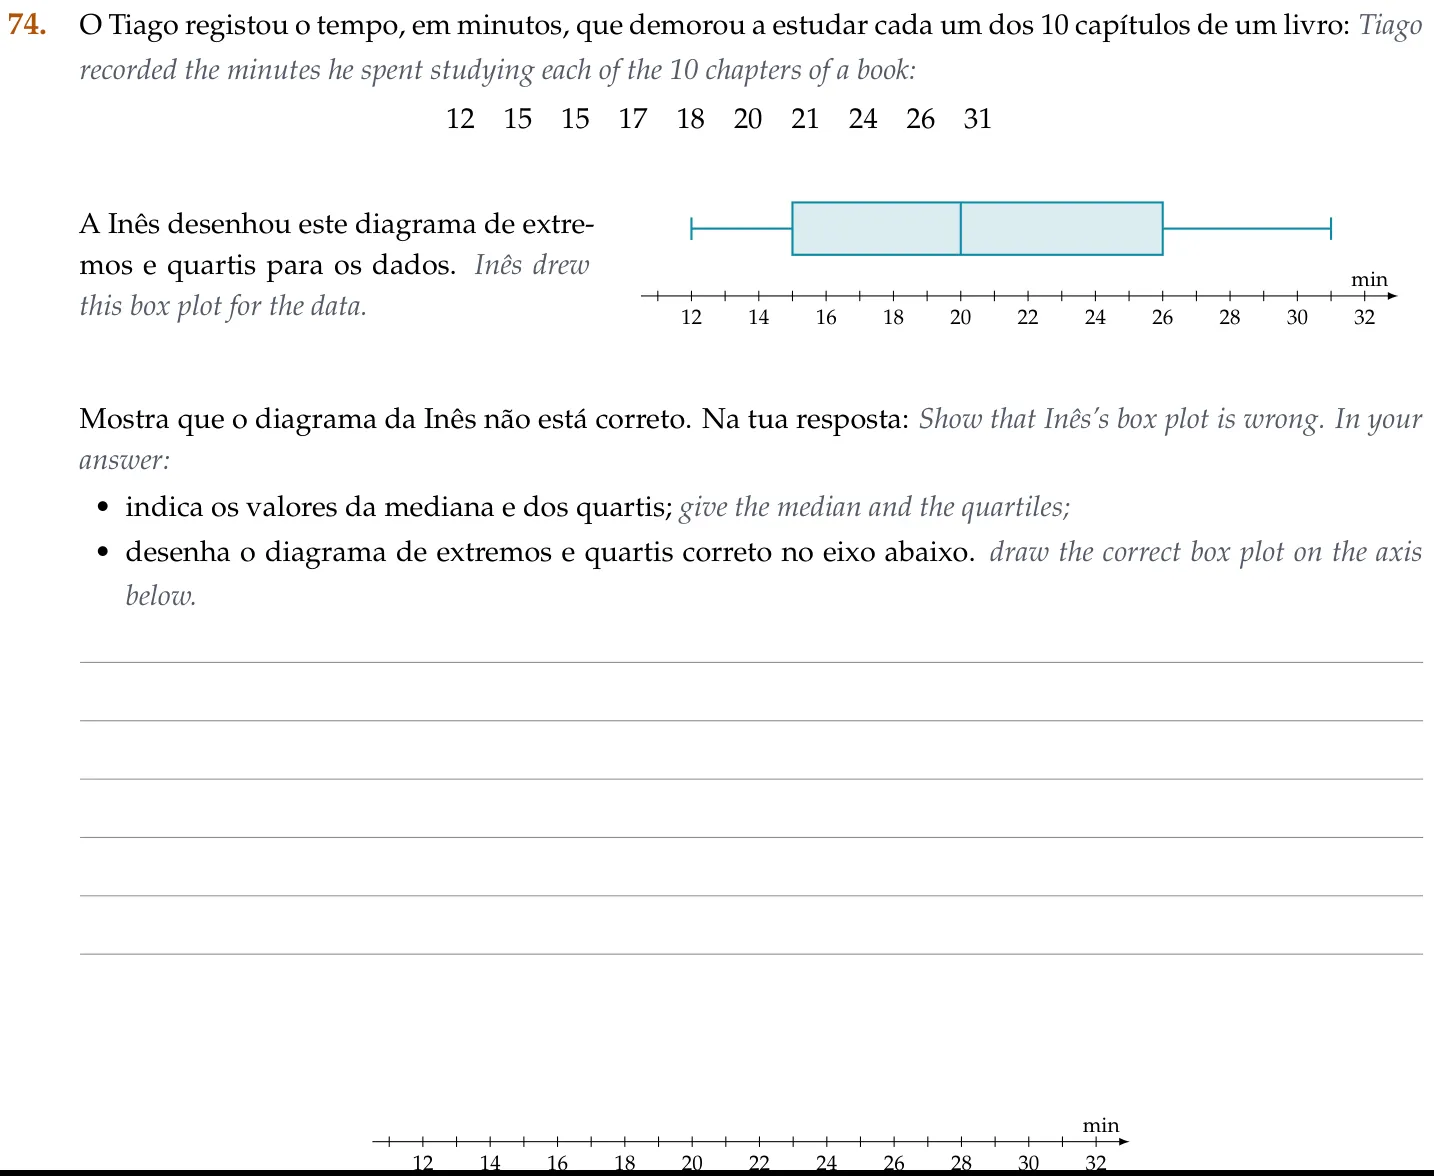 74. O Tiago registou o tempo, em minutos, que demorou a estudar cada um dos 10 capítulos de um livro: Tiago
recorded the minutes he spent studying each of the 10 chapters of a book:
12 15 15 17 18 20 21 24 26 31
A Inês desenhou este diagrama de extre-
mos e quartis para os dados. Inês drew
this box plot for the data.
min
12 14 16 18 20 22 24 26 28 30 32
Mostra que o diagrama da Inês não está correto. Na tua resposta: Show that Inês's box plot is wrong. In your
answer:
• indica os valores da mediana e dos quartis; give the median and the quartiles;
• desenha o diagrama de extremos e quartis correto no eixo abaixo. draw the correct box plot on the axis
below.
min
12 14 16 18 20 22 24 26 28 30 32